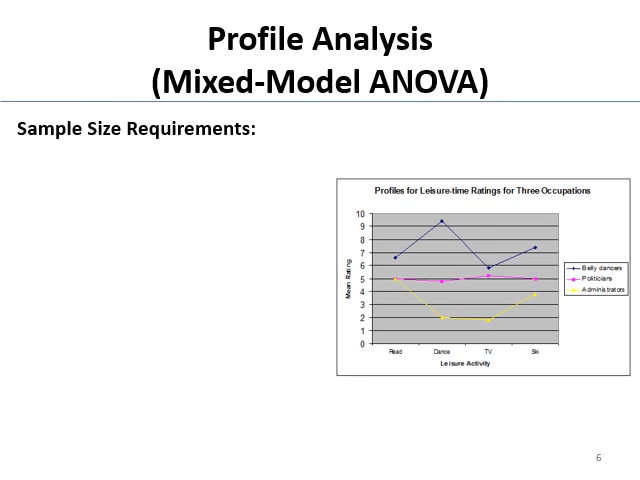 Profile Analysis
(Mixed-Model ANOVA)
Sample Size Requirements:
Profiles for Leisure-time Ratings for Three Occupations
10
9
8
7
6
5
4
3
2
1
0
Mean Rating
Read Dance TV Ski
Leisure Activity
Belly dancers
Politicians
Administrators
6